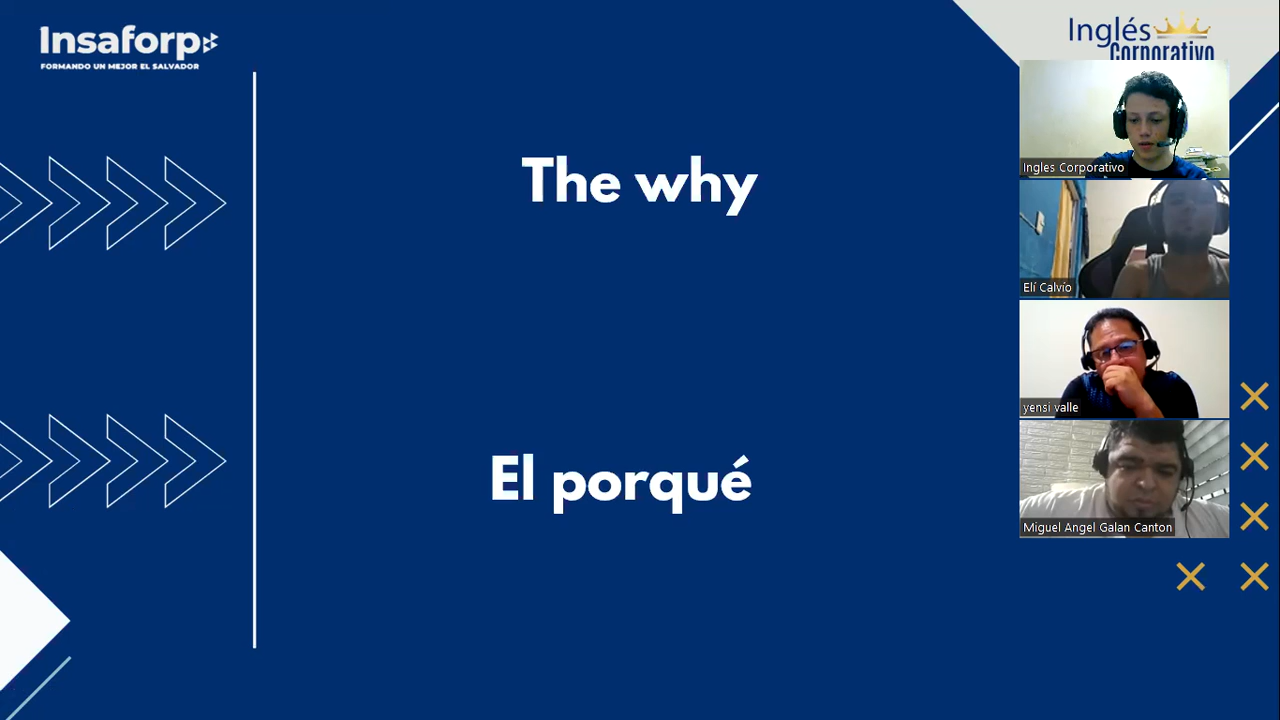 Insaforp
FORMANDO UN MEJOR EL SALVADOR
Inglés
Corporativo
The why
El porqué
Ingles Corporativo
Elí Calvío
yensi valle
Miguel Angel Galan Canton